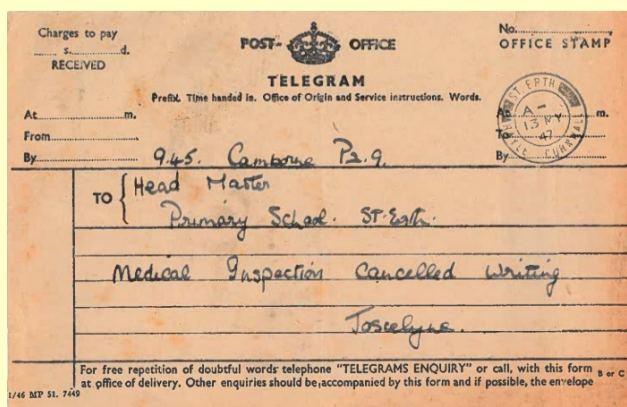 Charges to pay
s. d.
RECEIVED
POST OFFICE
No.
OFFICE STAMP
TELEGRAM
Prefix. Time handed in. Office of Origin and Service instructions. Words.
At m.
From
By
ST. ERTH
A -
13 MY
47
HAYLE CORNWALL
m.
To
By
9.45. Camborne
TO
Head Master
Primary School. St. Erth.
Medical Inspection Cancelled Writing
Joscelyne.
For free repetition of doubtful words telephone "TELEGRAMS ENQUIRY" or call, with this form
at office of delivery. Other enquiries should be accompanied by this form and if possible, the envelope
B or C
1/46 MP 51. 7449